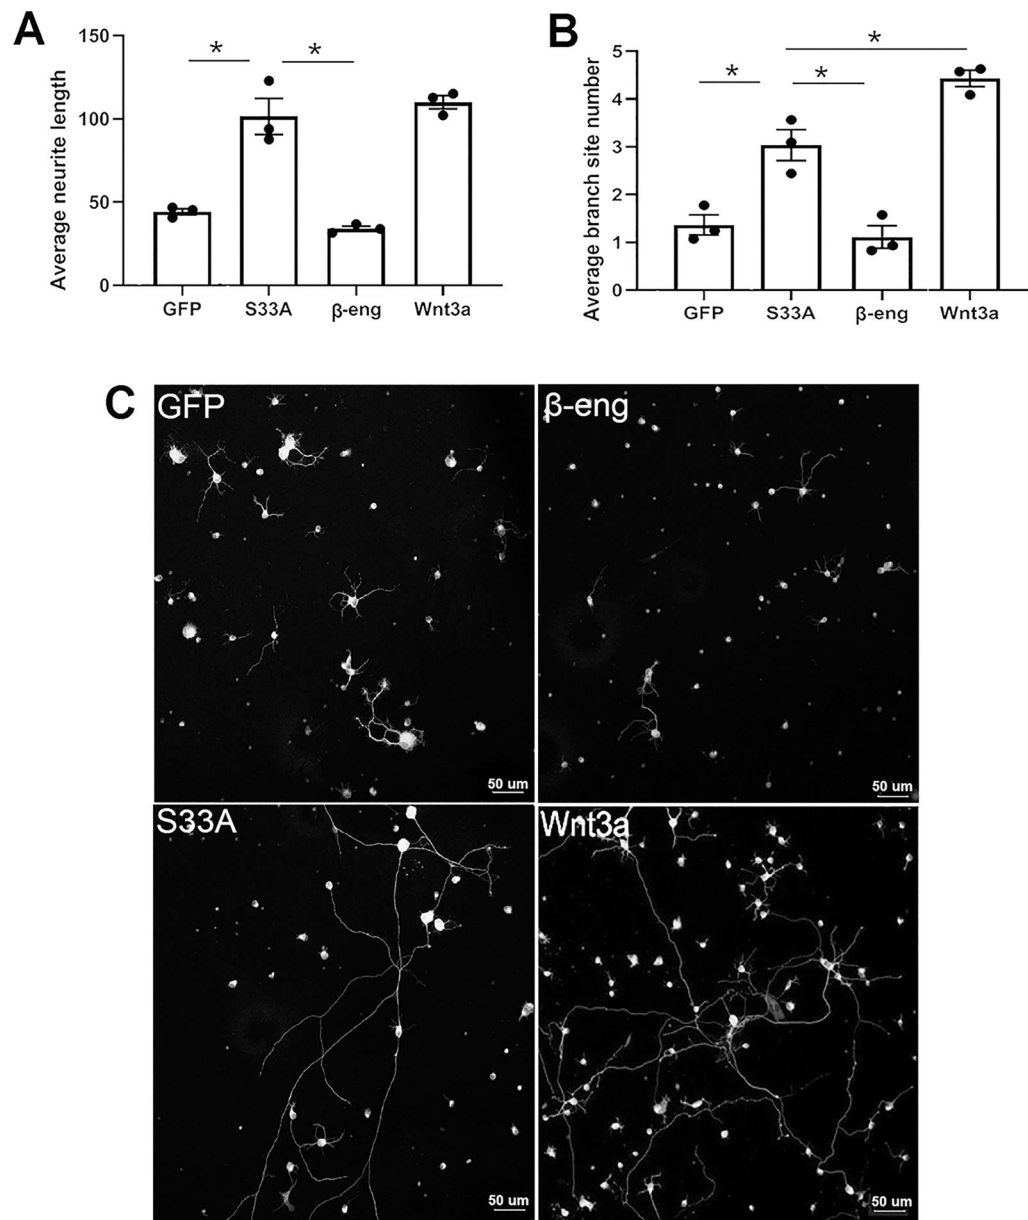 A
Average neurite length
150
100
50
0
* *
GFP S33A β-eng Wnt3a
B
Average branch site number
5
4
3
2
1
0
*
* *
GFP S33A β-eng Wnt3a
C
GFP
50 um
β-eng
50 um
S33A
50 um
Wnt3a
50 um